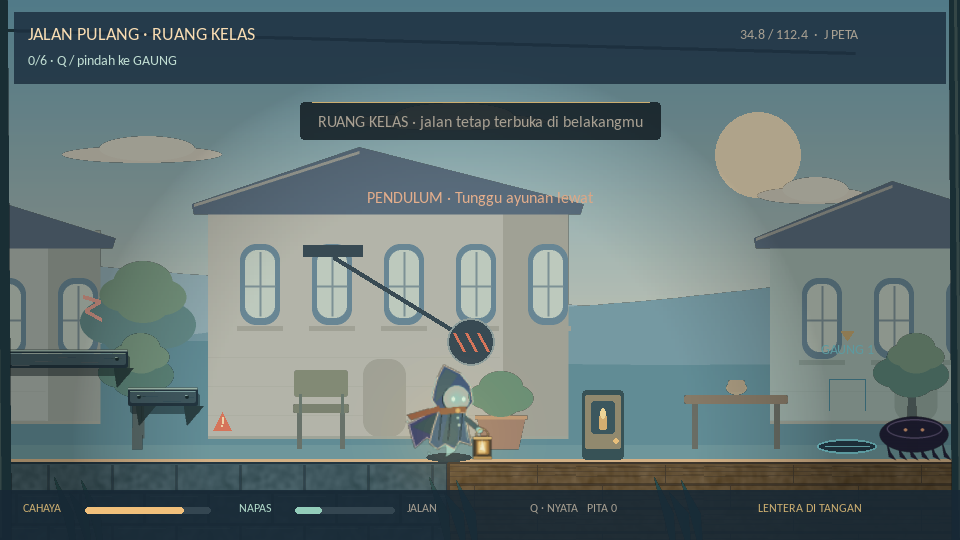 JALAN PULANG · RUANG KELAS
34.8 / 112.4 · J PETA
0/6 · Q / pindah ke GAUNG
RUANG KELAS · jalan tetap terbuka di belakangmu
PENDULUM · Tunggu ayunan lewat
GAUNG
!
CAHAYA
NAPAS
JALAN
Q · NYATA PITA 0
LENTERA DI TANGAN